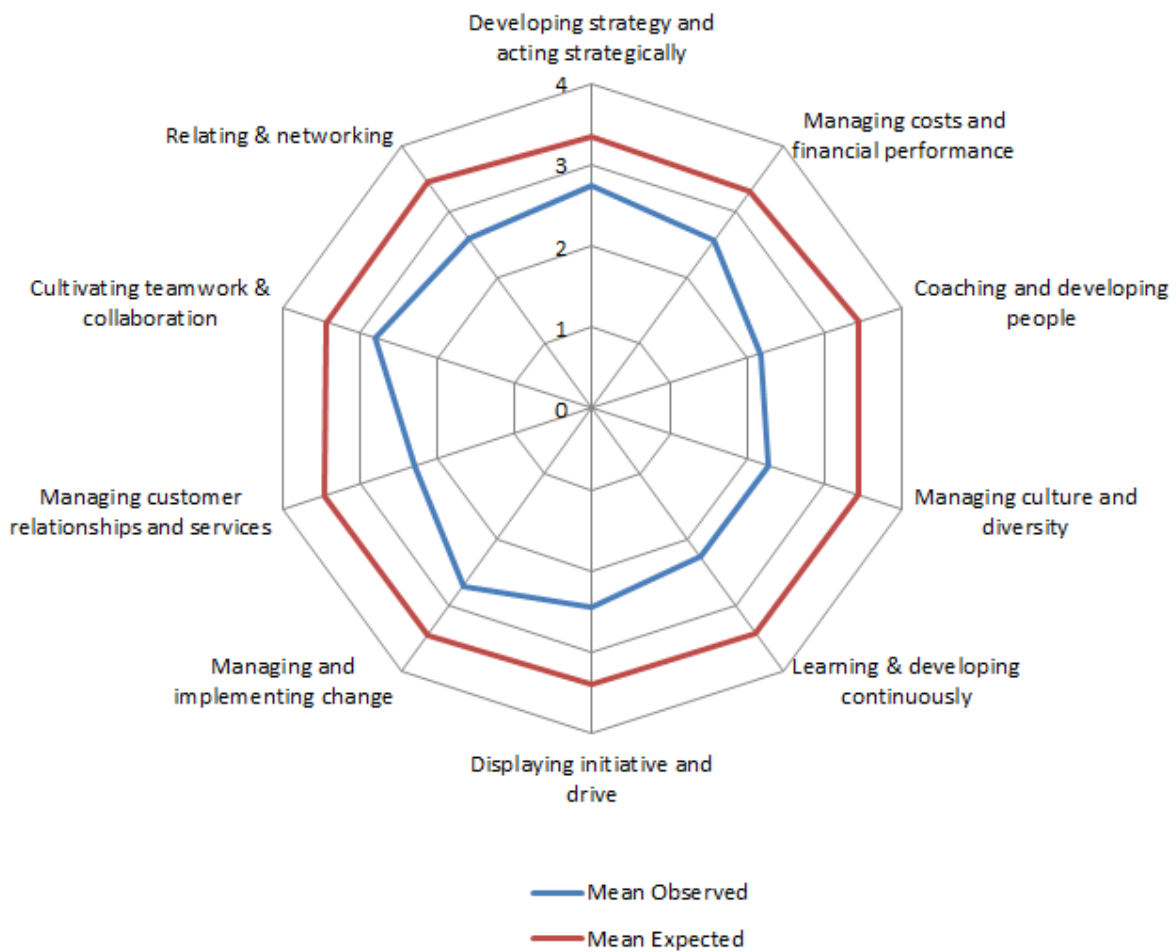 Developing strategy and
acting strategically
4
3
2
1
0
Managing costs and
financial performance
Coaching and developing
people
Managing culture and
diversity
Learning & developing
continuously
Displaying initiative and
drive
Managing and
implementing change
Managing customer
relationships and services
Cultivating teamwork &
collaboration
Relating & networking
Mean Observed
Mean Expected